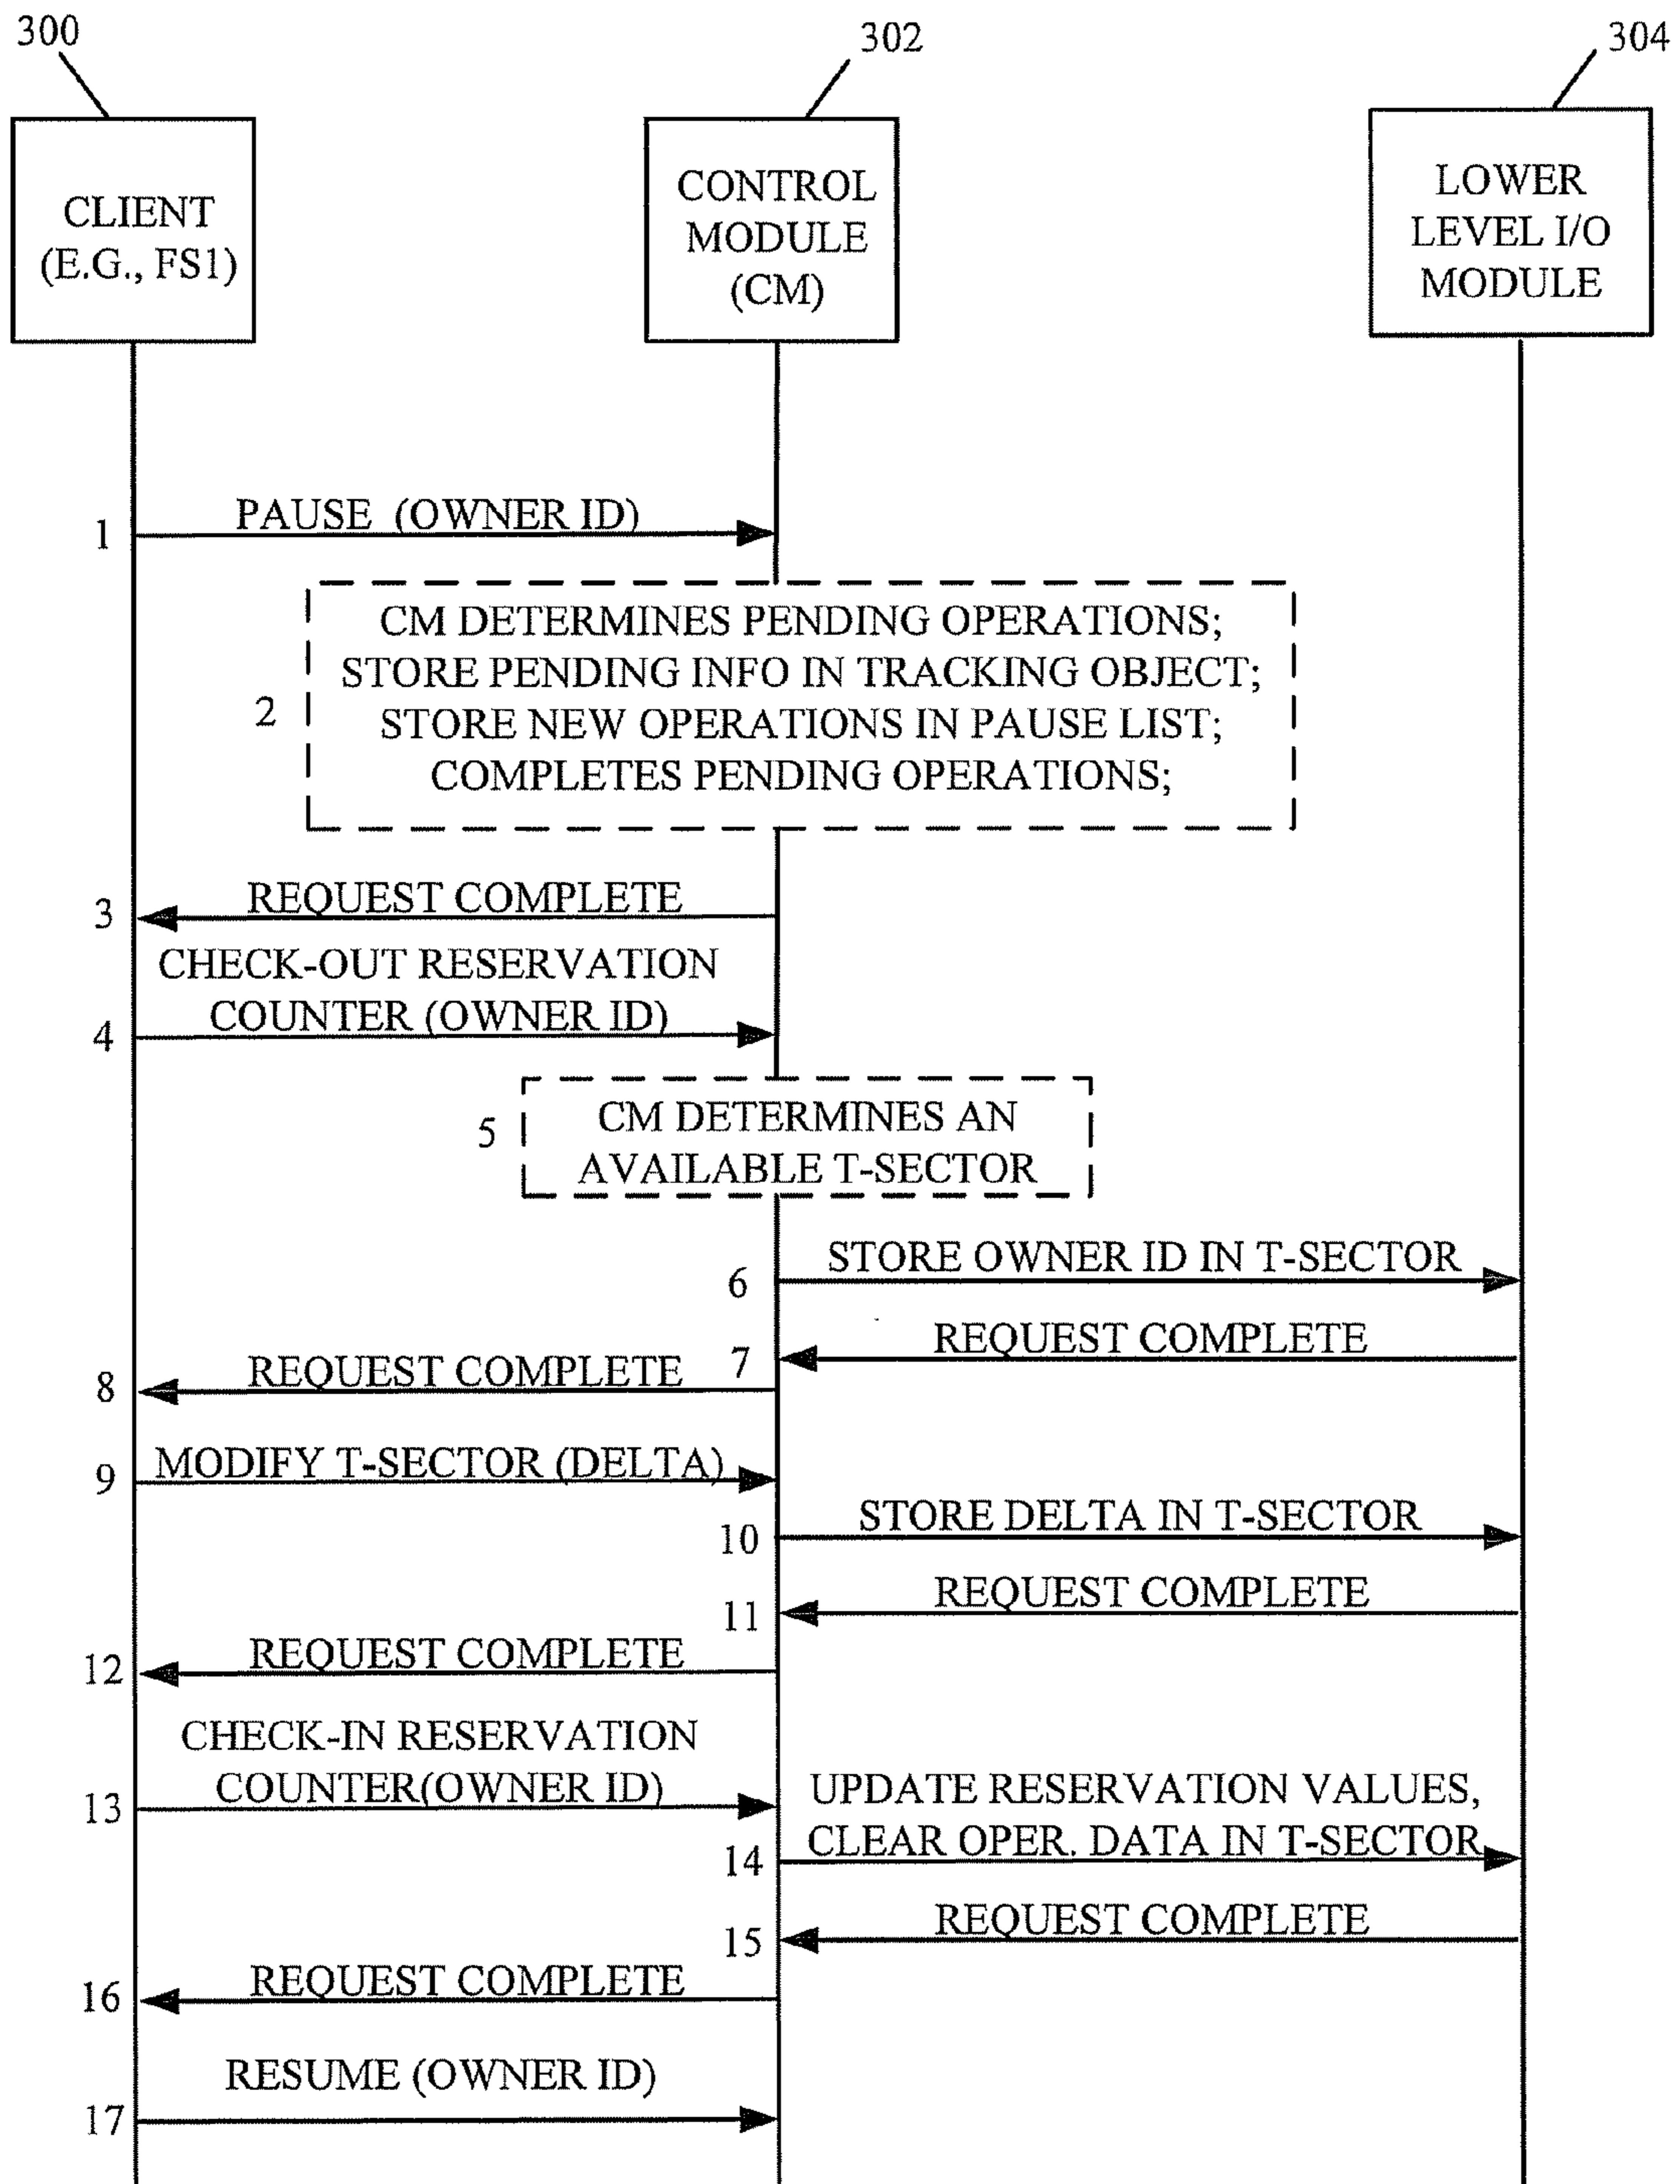 300
302
304
CLIENT
(E.G., FS1)
CONTROL
MODULE
(CM)
LOWER
LEVEL I/O
MODULE
1
PAUSE (OWNER ID)
2
CM DETERMINES PENDING OPERATIONS;
STORE PENDING INFO IN TRACKING OBJECT;
STORE NEW OPERATIONS IN PAUSE LIST;
COMPLETES PENDING OPERATIONS;
3
REQUEST COMPLETE
CHECK-OUT RESERVATION
COUNTER (OWNER ID)
4
5
CM DETERMINES AN
AVAILABLE T-SECTOR
6
STORE OWNER ID IN T-SECTOR
7
REQUEST COMPLETE
8
REQUEST COMPLETE
9
MODIFY T-SECTOR (DELTA)
10
STORE DELTA IN T-SECTOR
11
REQUEST COMPLETE
12
REQUEST COMPLETE
CHECK-IN RESERVATION
COUNTER(OWNER ID)
13
UPDATE RESERVATION VALUES,
CLEAR OPER. DATA IN T-SECTOR
14
15
REQUEST COMPLETE
16
REQUEST COMPLETE
RESUME (OWNER ID)
17